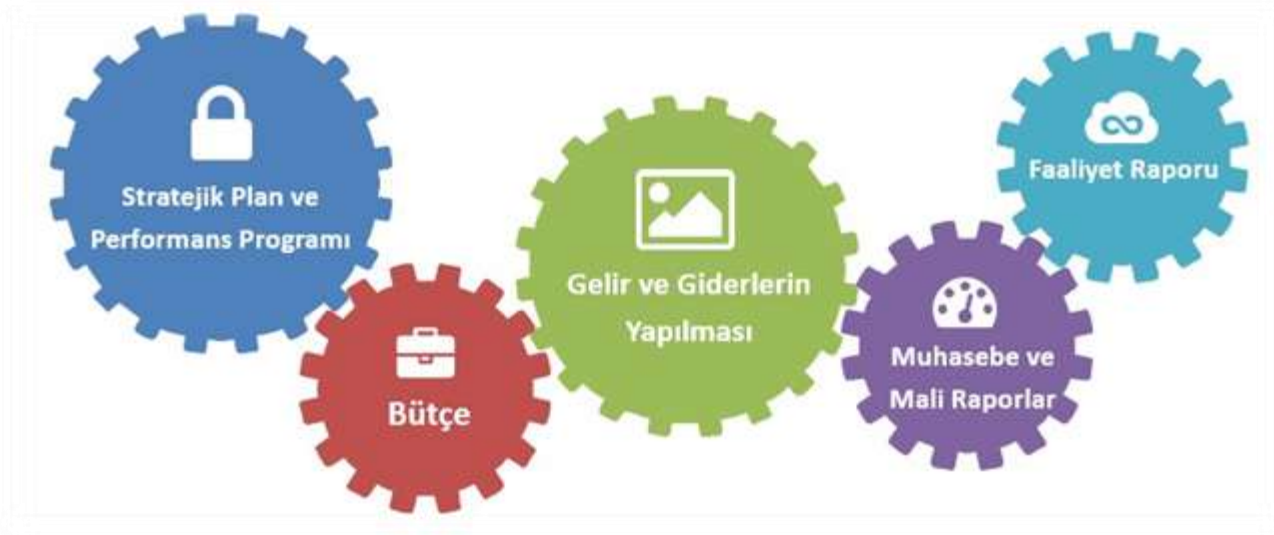 Stratejik Plan ve
Performans Programı
Bütçe
Gelir ve Giderlerin
Yapılması
Muhasebe ve
Mali Raporlar
Faaliyet Raporu